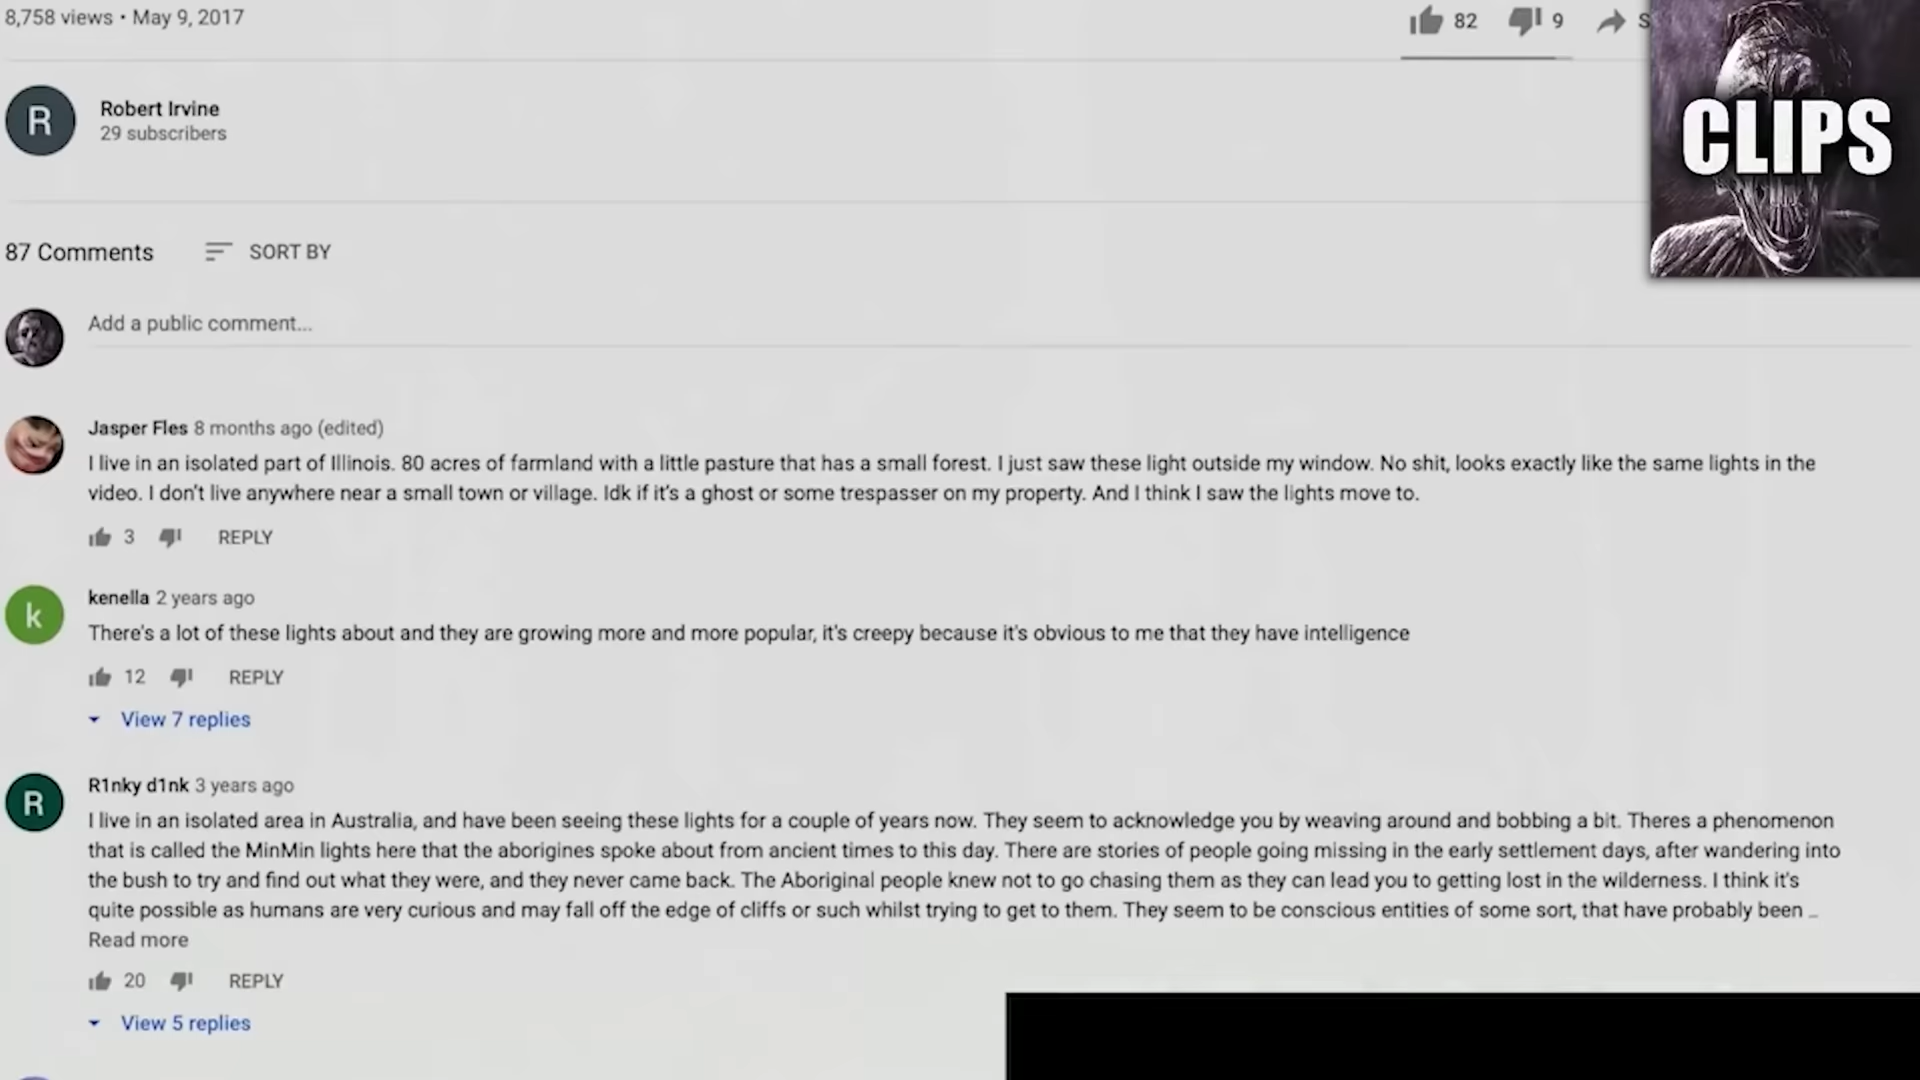 8,758 views • May 9, 2017
82
9
S
CLIPS
R
Robert Irvine
29 subscribers
87 Comments
SORT BY
Add a public comment...
Jasper Fles 8 months ago (edited)
I live in an isolated part of Illinois. 80 acres of farmland with a little pasture that has a small forest. I just saw these light outside my window. No shit, looks exactly like the same lights in the
video. I don't live anywhere near a small town or village. Idk if it's a ghost or some trespasser on my property. And I think I saw the lights move to.
3
REPLY
k
kenella 2 years ago
There's a lot of these lights about and they are growing more and more popular, it's creepy because it's obvious to me that they have intelligence
12
REPLY
View 7 replies
R
R1nky d1nk 3 years ago
I live in an isolated area in Australia, and have been seeing these lights for a couple of years now. They seem to acknowledge you by weaving around and bobbing a bit. Theres a phenomenon
that is called the MinMin lights here that the aborigines spoke about from ancient times to this day. There are stories of people going missing in the early settlement days, after wandering into
the bush to try and find out what they were, and they never came back. The Aboriginal people knew not to go chasing them as they can lead you to getting lost in the wilderness. I think it's
quite possible as humans are very curious and may fall off the edge of cliffs or such whilst trying to get to them. They seem to be conscious entities of some sort, that have probably been ...
Read more
20
REPLY
View 5 replies